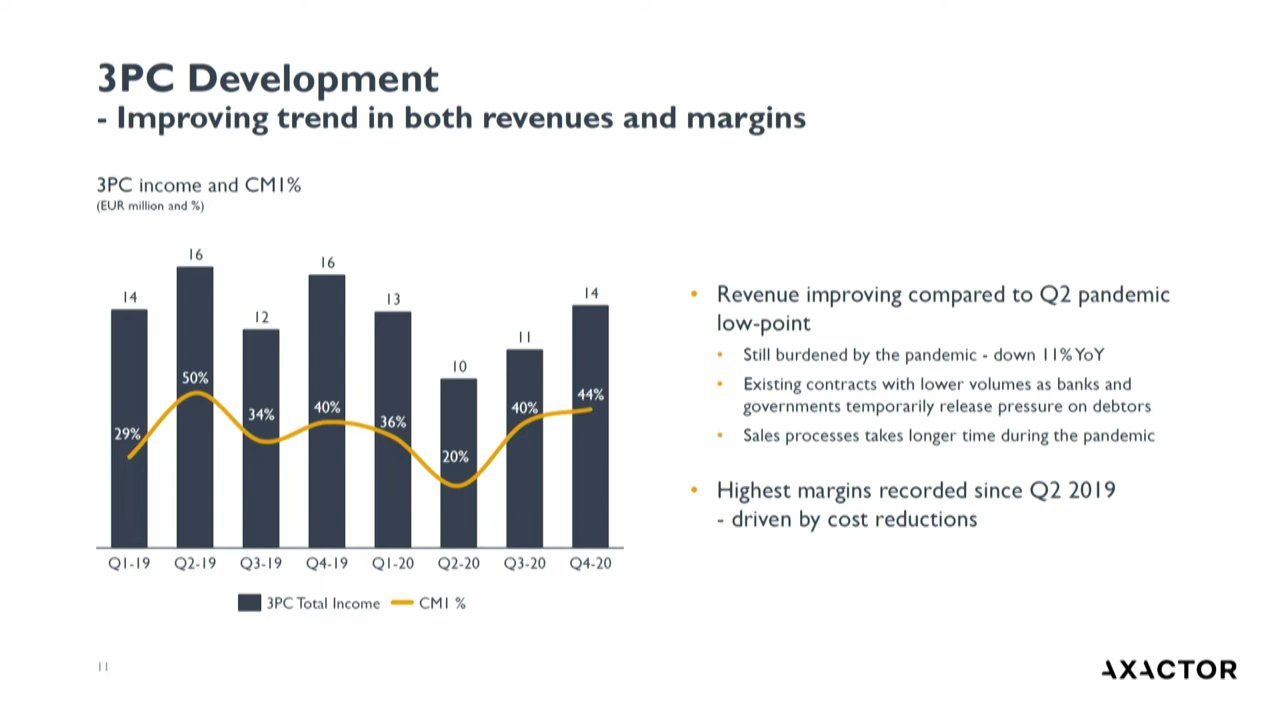 3PC Development
- Improving trend in both revenues and margins
3PC income and CM1%
(EUR million and %)
14
16
12
16
13
10
11
14
29%
50%
34%
40%
36%
20%
40%
44%
Q1-19 Q2-19 Q3-19 Q4-19 Q1-20 Q2-20 Q3-20 Q4-20
3PC Total Income CM1 %
• Revenue improving compared to Q2 pandemic
low-point
• Still burdened by the pandemic - down 11% YoY
• Existing contracts with lower volumes as banks and
governments temporarily release pressure on debtors
• Sales processes takes longer time during the pandemic
• Highest margins recorded since Q2 2019
- driven by cost reductions
11
AXACTOR